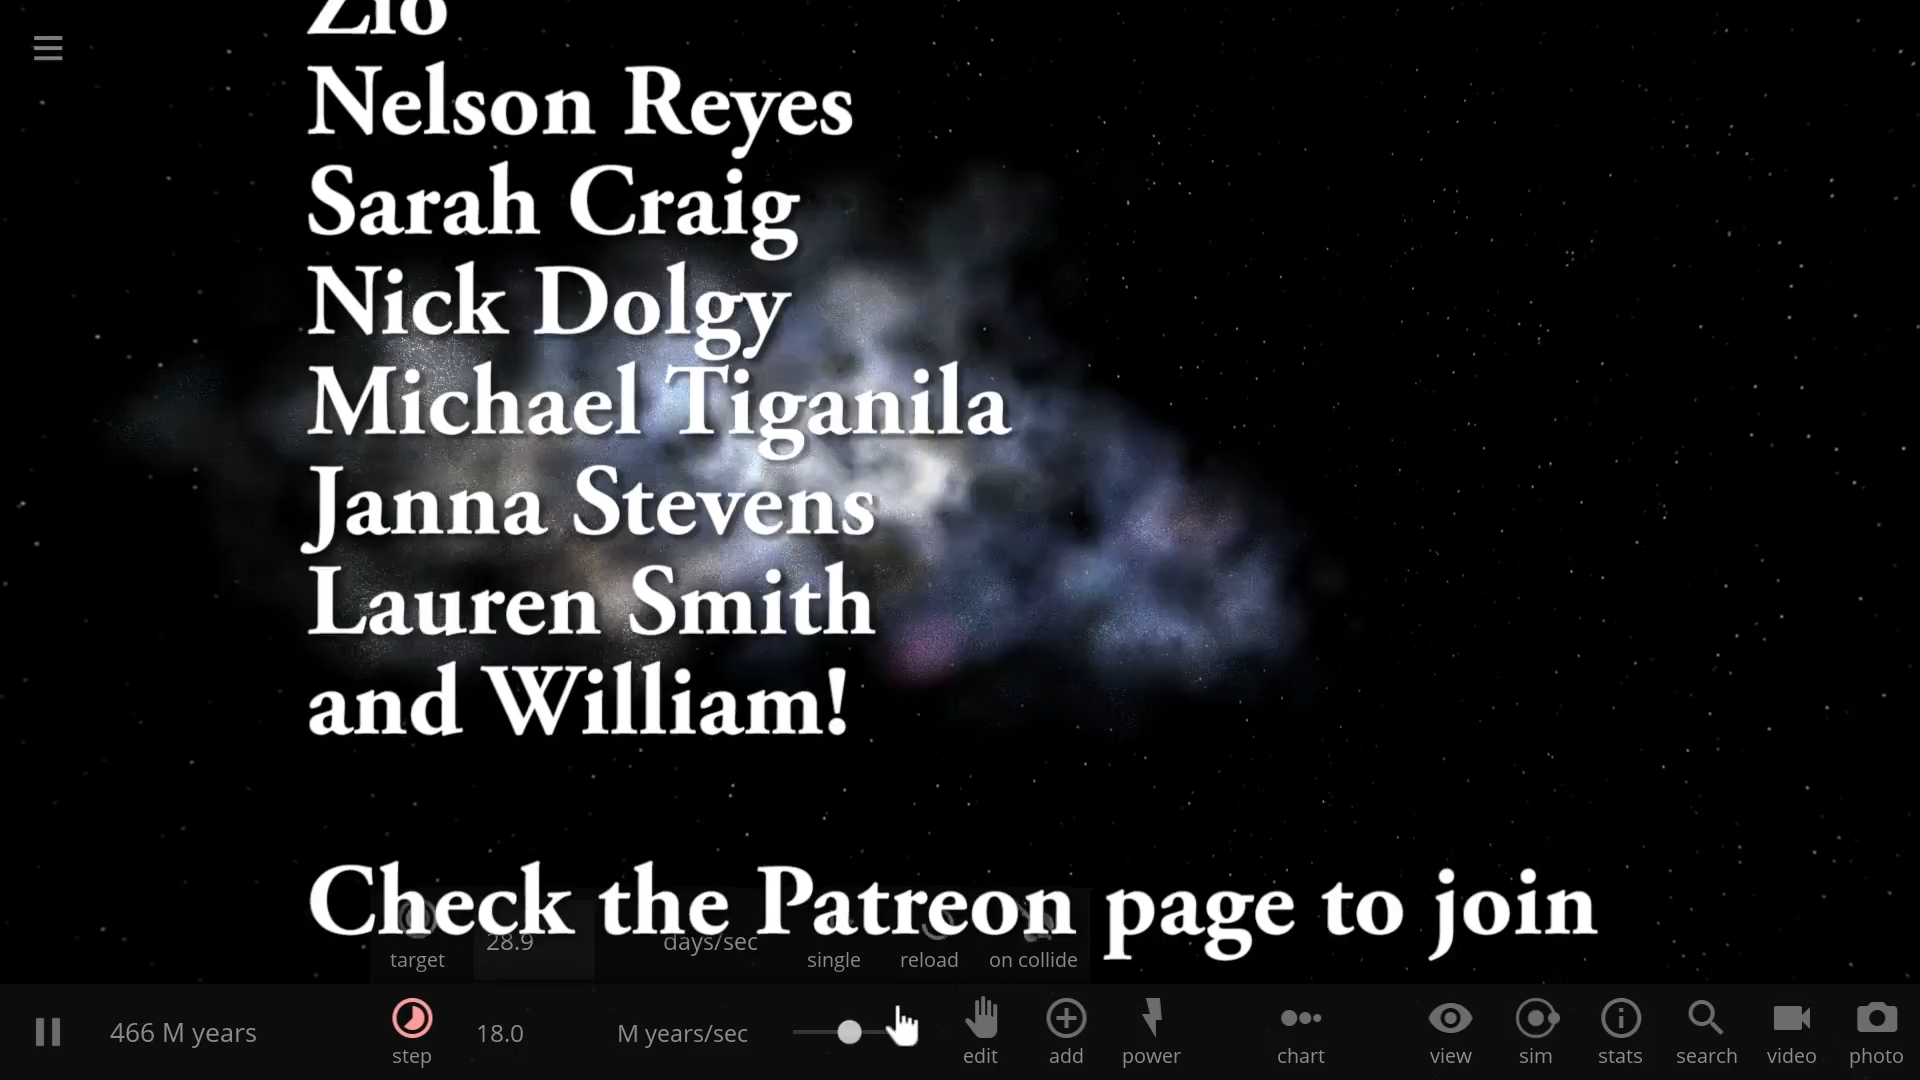 Zio
Nelson Reyes
Sarah Craig
Nick Dolgy
Michael Tiganila
Janna Stevens
Lauren Smith
and William!
Check the Patreon page to join
28.9 days/sec
target single reload on collide
466 M years 18.0 M years/sec
step edit add power chart view sim stats search video photo